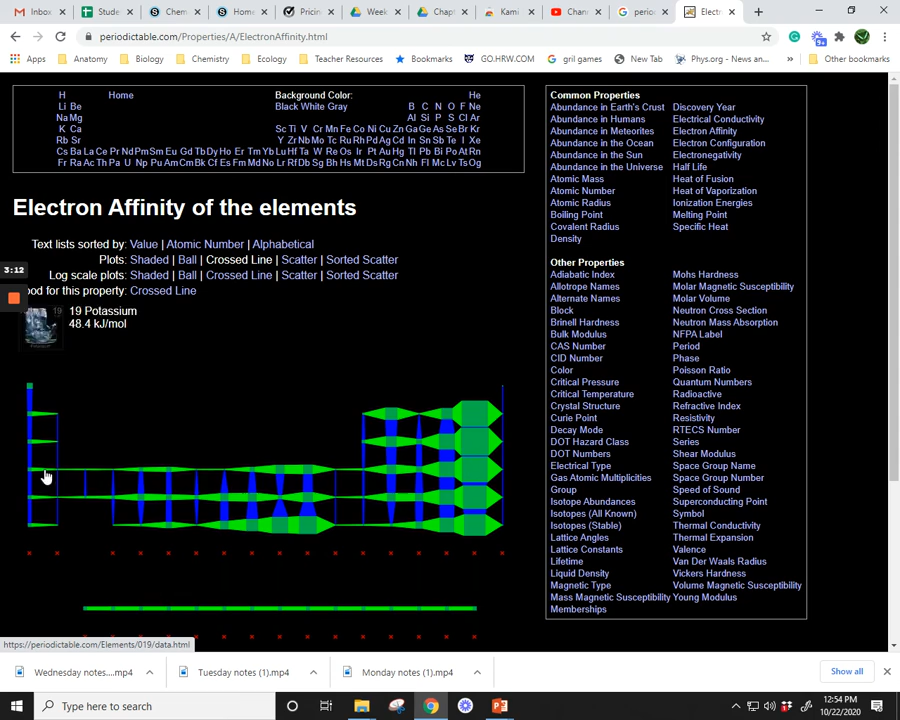 Inbox
Stude
Chem
Home
Pricin
Week
Chapt
Kami
Chan
perio
Electr
periodictable.com/Properties/A/ElectronAffinity.html
Apps
Anatomy
Biology
Chemistry
Ecology
Teacher Resources
Bookmarks
GO.HRW.COM
gril games
New Tab
Phys.org - News an...
»
Other bookmarks
H Home Background Color: He
Li Be Black White Gray B C N O F Ne
Na Mg Al Si P S Cl Ar
K Ca Sc Ti V Cr Mn Fe Co Ni Cu Zn Ga Ge As Se Br Kr
Rb Sr Y Zr Nb Mo Tc Ru Rh Pd Ag Cd In Sn Sb Te I Xe
Cs Ba La Ce Pr Nd Pm Sm Eu Gd Tb Dy Ho Er Tm Yb Lu Hf Ta W Re Os Ir Pt Au Hg Tl Pb Bi Po At Rn
Fr Ra Ac Th Pa U Np Pu Am Cm Bk Cf Es Fm Md No Lr Rf Db Sg Bh Hs Mt Ds Rg Cn Nh Fl Mc Lv Ts Og
Electron Affinity of the elements
Text lists sorted by: Value | Atomic Number | Alphabetical
Plots: Shaded | Ball | Crossed Line | Scatter | Sorted Scatter
Log scale plots: Shaded | Ball | Crossed Line | Scatter | Sorted Scatter
ood for this property: Crossed Line
3:12
19 Potassium
48.4 kJ/mol
Common Properties
Abundance in Earth's Crust Discovery Year
Abundance in Humans Electrical Conductivity
Abundance in Meteorites Electron Affinity
Abundance in the Ocean Electron Configuration
Abundance in the Sun Electronegativity
Abundance in the Universe Half Life
Atomic Mass Heat of Fusion
Atomic Number Heat of Vaporization
Atomic Radius Ionization Energies
Boiling Point Melting Point
Covalent Radius Specific Heat
Density
Other Properties
Adiabatic Index Mohs Hardness
Allotrope Names Molar Magnetic Susceptibility
Alternate Names Molar Volume
Block Neutron Cross Section
Brinell Hardness Neutron Mass Absorption
Bulk Modulus NFPA Label
CAS Number Period
CID Number Phase
Color Poisson Ratio
Critical Pressure Quantum Numbers
Critical Temperature Radioactive
Crystal Structure Refractive Index
Curie Point Resistivity
Decay Mode RTECS Number
DOT Hazard Class Series
DOT Numbers Shear Modulus
Electrical Type Space Group Name
Gas Atomic Multiplicities Space Group Number
Group Speed of Sound
Isotope Abundances Superconducting Point
Isotopes (All Known) Symbol
Isotopes (Stable) Thermal Conductivity
Lattice Angles Thermal Expansion
Lattice Constants Valence
Lifetime Van Der Waals Radius
Liquid Density Vickers Hardness
Magnetic Type Volume Magnetic Susceptibility
Mass Magnetic Susceptibility Young Modulus
Memberships
https://periodictable.com/Elements/019/data.html
Wednesday notes....mp4
Tuesday notes (1).mp4
Monday notes (1).mp4
Show all
Type here to search
12:54 PM
10/22/2020